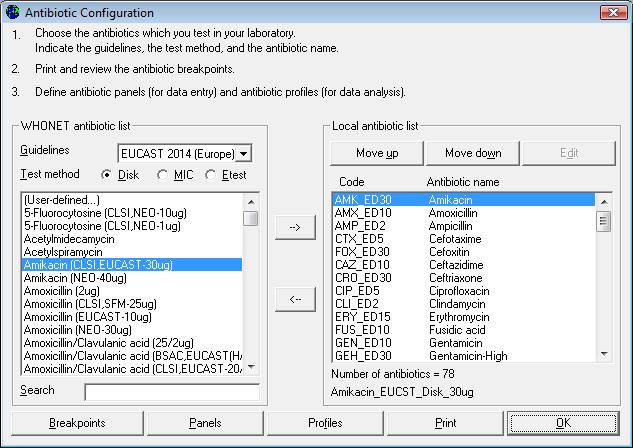 Antibiotic Configuration
1. Choose the antibiotics which you test in your laboratory.
Indicate the guidelines, the test method, and the antibiotic name.
2. Print and review the antibiotic breakpoints.
3. Define antibiotic panels (for data entry) and antibiotic profiles (for data analysis).
WHONET antibiotic list
Guidelines EUCAST 2014 (Europe)
Test method Disk MIC Etest
(User-defined...)
5-Fluorocytosine (CLSI,NEO-10ug)
5-Fluorocytosine (CLSI,NEO-1ug)
Acetylmidecamycin
Acetylspiramycin
Amikacin (CLSI,EUCAST-30ug)
Amikacin (NEO-40ug)
Amoxicillin (2ug)
Amoxicillin (CLSI,SFM-25ug)
Amoxicillin (EUCAST-10ug)
Amoxicillin (NEO-30ug)
Amoxicillin/Clavulanic acid (25/2ug)
Amoxicillin/Clavulanic acid (BSAC,EUCAST(HA
Amoxicillin/Clavulanic acid (CLSI,EUCAST-20/
Search
-->
<--
Local antibiotic list
Move up Move down Edit
Code Antibiotic name
AMK_ED30 Amikacin
AMX_ED10 Amoxicillin
AMP_ED2 Ampicillin
CTX_ED5 Cefotaxime
FOX_ED30 Cefoxitin
CAZ_ED10 Ceftazidime
CRO_ED30 Ceftriaxone
CIP_ED5 Ciprofloxacin
CLI_ED2 Clindamycin
ERY_ED15 Erythromycin
FUS_ED10 Fusidic acid
GEN_ED10 Gentamicin
GEH_ED30 Gentamicin-High
Number of antibiotics = 78
Amikacin_EUCST_Disk_30ug
Breakpoints Panels Profiles Print OK